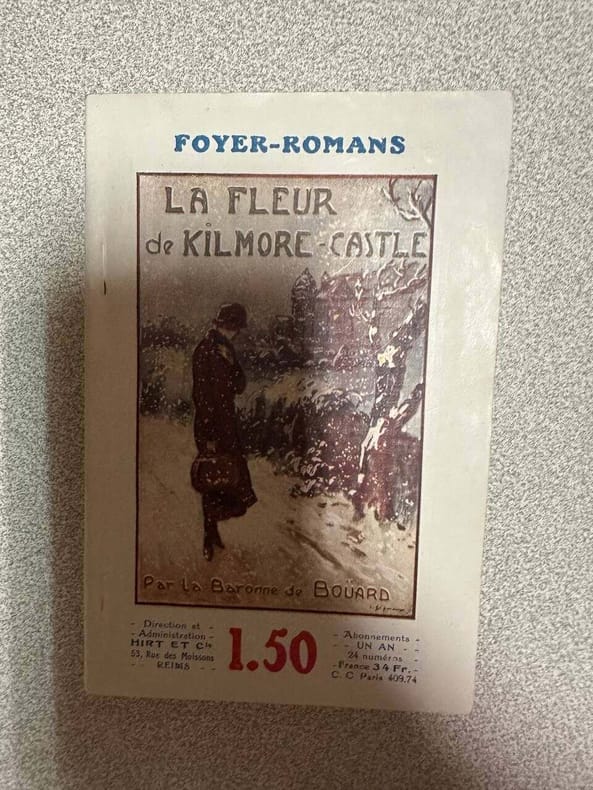 FOYER-ROMANS
LA FLEUR
de KILMORE-CASTLE
Par La Baronne de BOÜARD
- Direction et -
- Administration -
HIRT ET Cie
53, Rue des Moissons
- - REIMS - -
1.50
- Abonnements -
- - UN AN - -
24 numéros
- France 34 Fr. -
C. C Paris 409.74